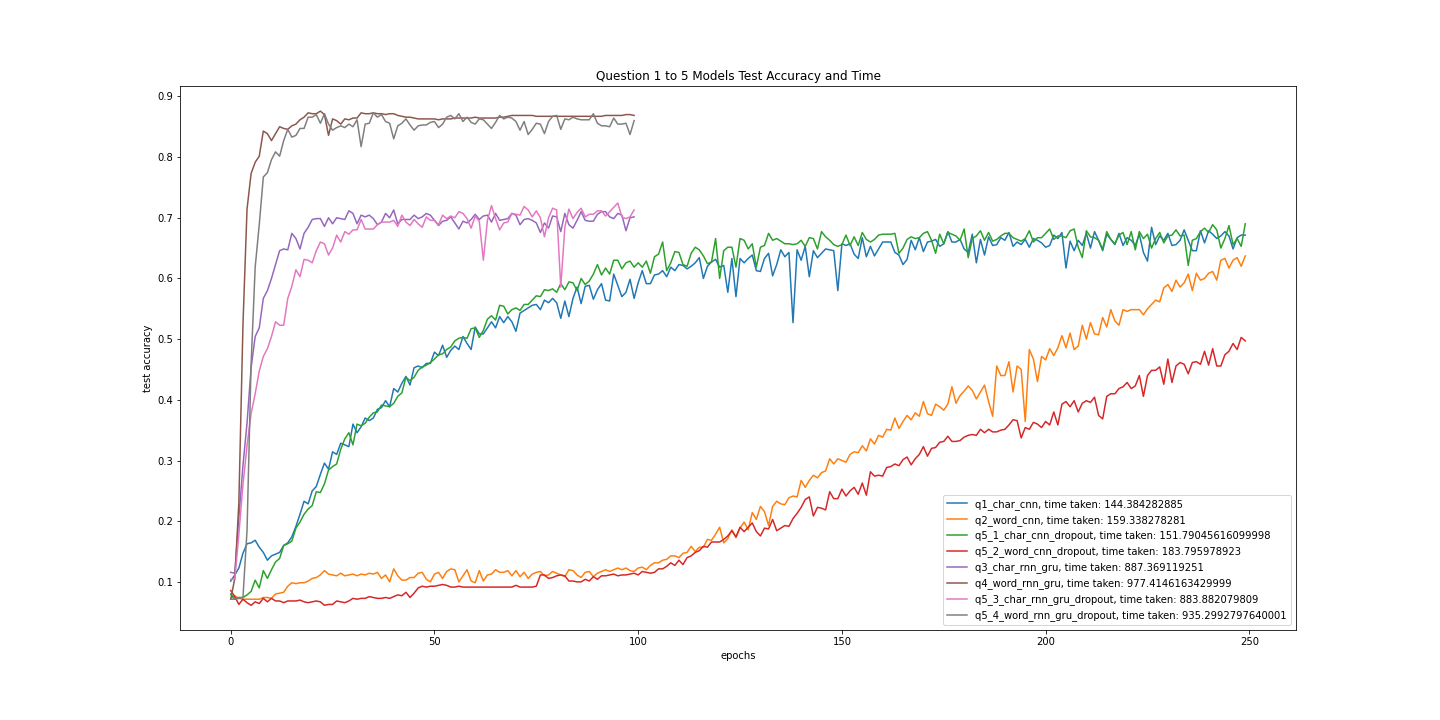 Question 1 to 5 Models Test Accuracy and Time
0.9
0.8
0.7
0.6
0.5
0.4
0.3
0.2
0.1
test accuracy
q1_char_cnn, time taken: 144.384282885
q2_word_cnn, time taken: 159.338278281
q5_1_char_cnn_dropout, time taken: 151.79045616099998
q5_2_word_cnn_dropout, time taken: 183.795978923
q3_char_rnn_gru, time taken: 887.369119251
q4_word_rnn_gru, time taken: 977.4146163429999
q5_3_char_rnn_gru_dropout, time taken: 883.882079809
q5_4_word_rnn_gru_dropout, time taken: 935.2992797640001
0 50 100 150 200 250
epochs